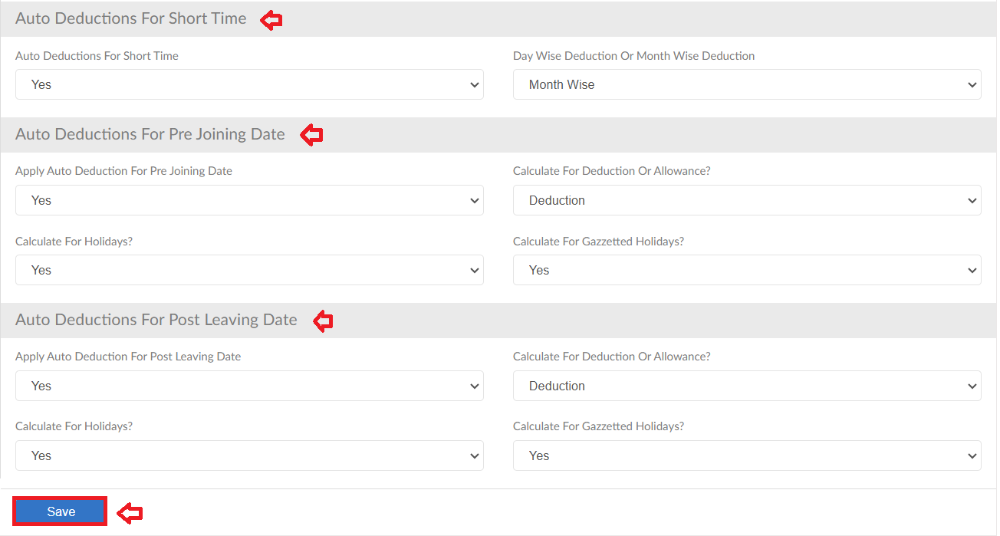 Auto Deductions For Short Time
Auto Deductions For Short Time
Day Wise Deduction Or Month Wise Deduction
Yes
Month Wise
Auto Deductions For Pre Joining Date
Apply Auto Deduction For Pre Joining Date
Calculate For Deduction Or Allowance?
Yes
Deduction
Calculate For Holidays?
Calculate For Gazzetted Holidays?
Yes
Yes
Auto Deductions For Post Leaving Date
Apply Auto Deduction For Post Leaving Date
Calculate For Deduction Or Allowance?
Yes
Deduction
Calculate For Holidays?
Calculate For Gazzetted Holidays?
Yes
Yes
Save